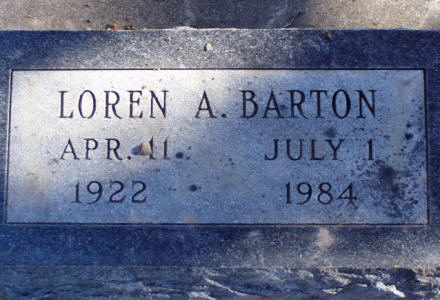 LOREN A. BARTON
APR. 11 JULY 1
1922 1984